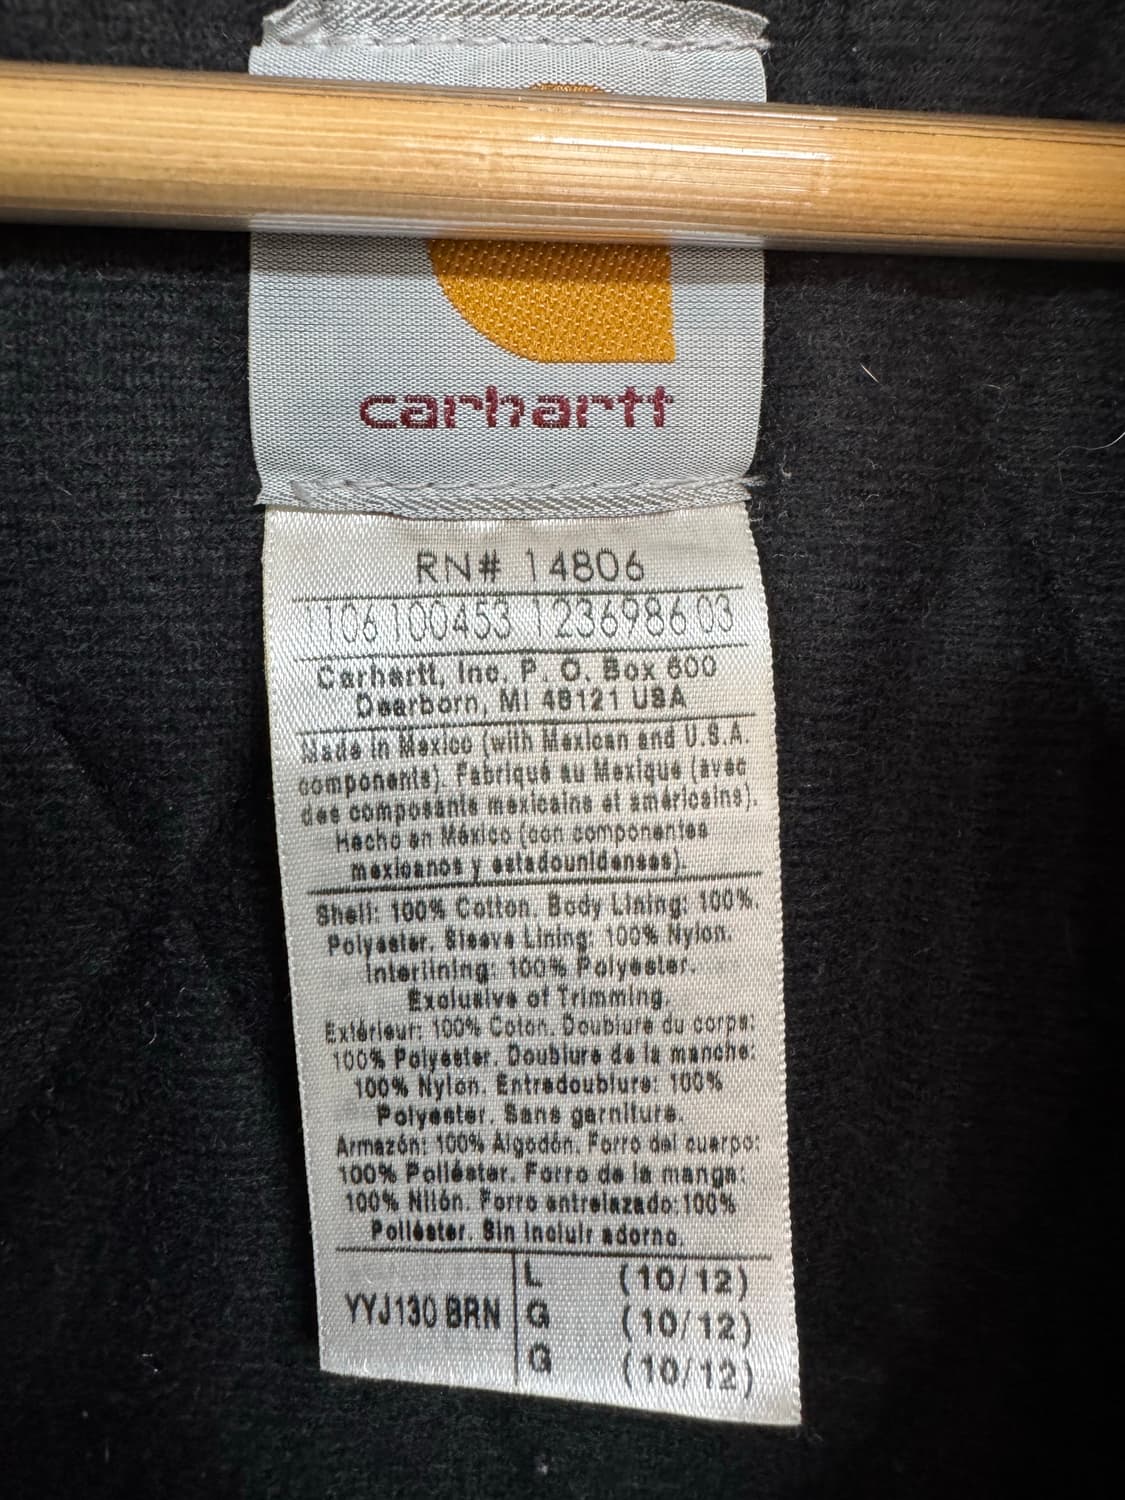 carhartt
RN# 14806
1106 100453 1236986 03
Carhartt, Inc. P. O. Box 600
Dearborn, MI 48121 USA
Made in Mexico (with Mexican and U.S.A.
components). Fabriqué au Mexique (avec
des composants mexicains et américains).
Hecho en México (con componentes
mexicanos y estadounidenses).
Shell: 100% Cotton. Body Lining: 100%.
Polyester. Sleeve Lining: 100% Nylon.
Interlining: 100% Polyester.
Exclusive of Trimming.
Extérieur: 100% Coton. Doublure du corps:
100% Polyester. Doublure de la manche:
100% Nylon. Entredoublure: 100%
Polyester. Sans garniture.
Armazón: 100% Algodón. Forro del cuerpo:
100% Poliéster. Forro de la manga:
100% Nilón. Forro entrelazado: 100%
Poliéster. Sin incluir adorno.
YYJ130 BRN
L (10/12)
G (10/12)
G (10/12)